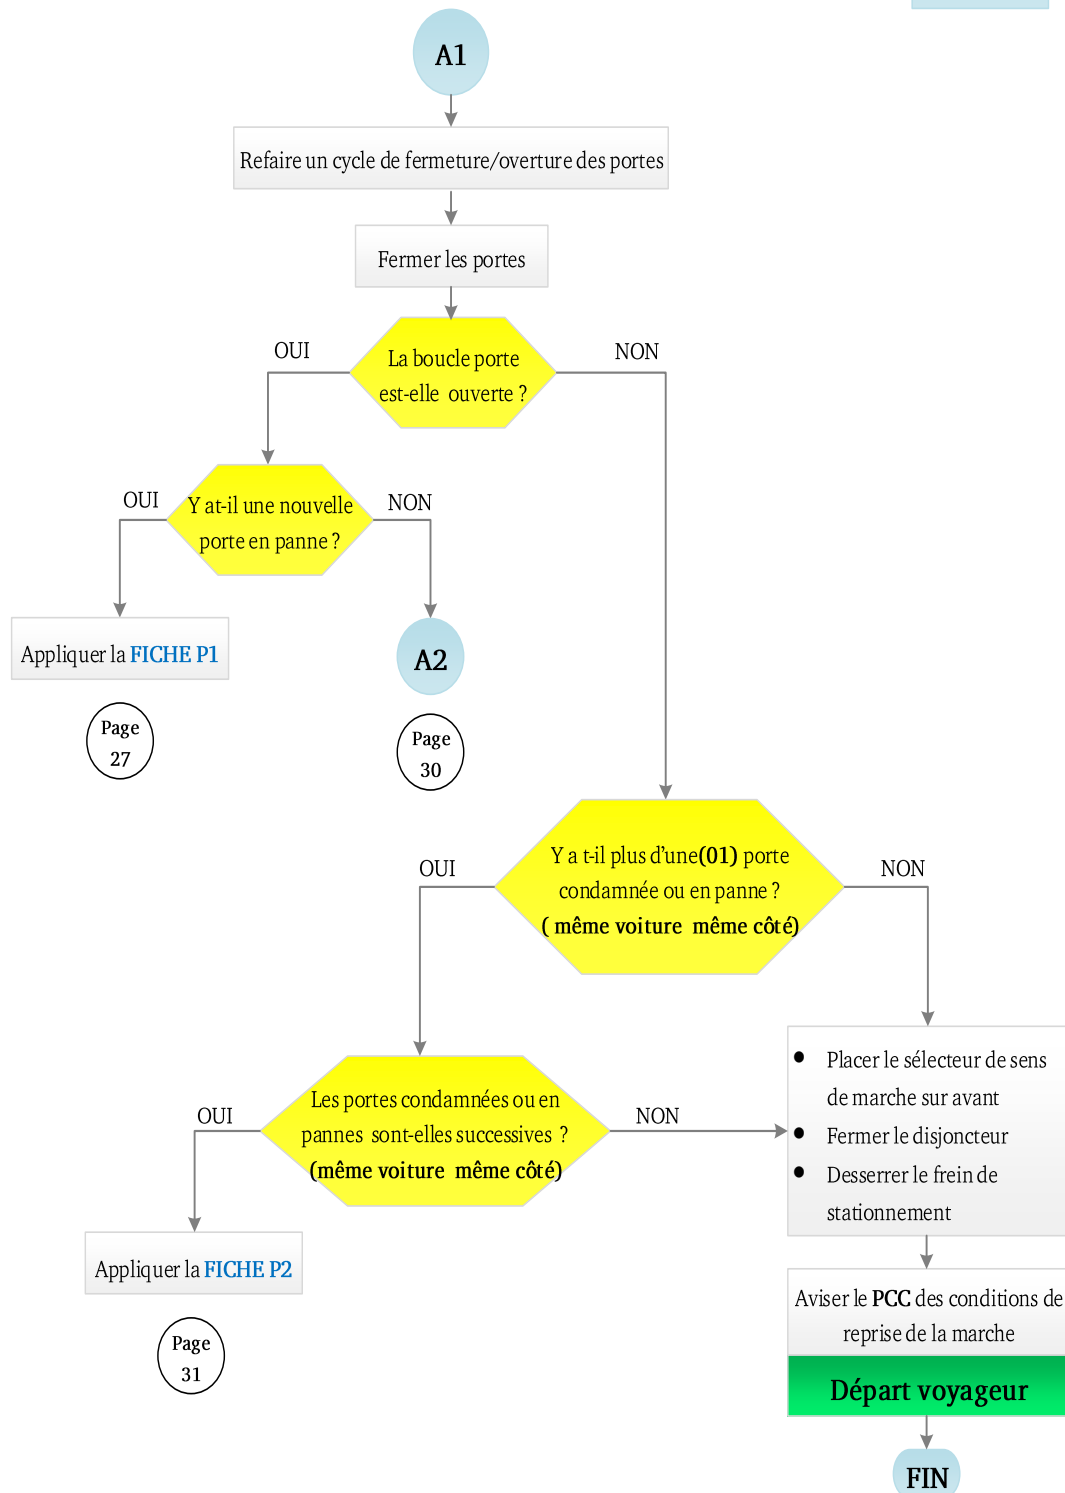 A1
Refaire un cycle de fermeture/overture des portes
Fermer les portes
La boucle porte
est-elle ouverte ?
OUI
NON
Y at-il une nouvelle
porte en panne ?
OUI
NON
Appliquer la FICHE P1
A2
Page
27
Page
30
Y a t-il plus d'une(01) porte
condamnée ou en panne ?
( même voiture même côté)
OUI
NON
Les portes condamnées ou en
pannes sont-elles successives ?
(même voiture même côté)
OUI
NON
• Placer le sélecteur de sens
de marche sur avant
• Fermer le disjoncteur
• Desserrer le frein de
stationnement
Appliquer la FICHE P2
Page
31
Aviser le PCC des conditions de
reprise de la marche
Départ voyageur
FIN